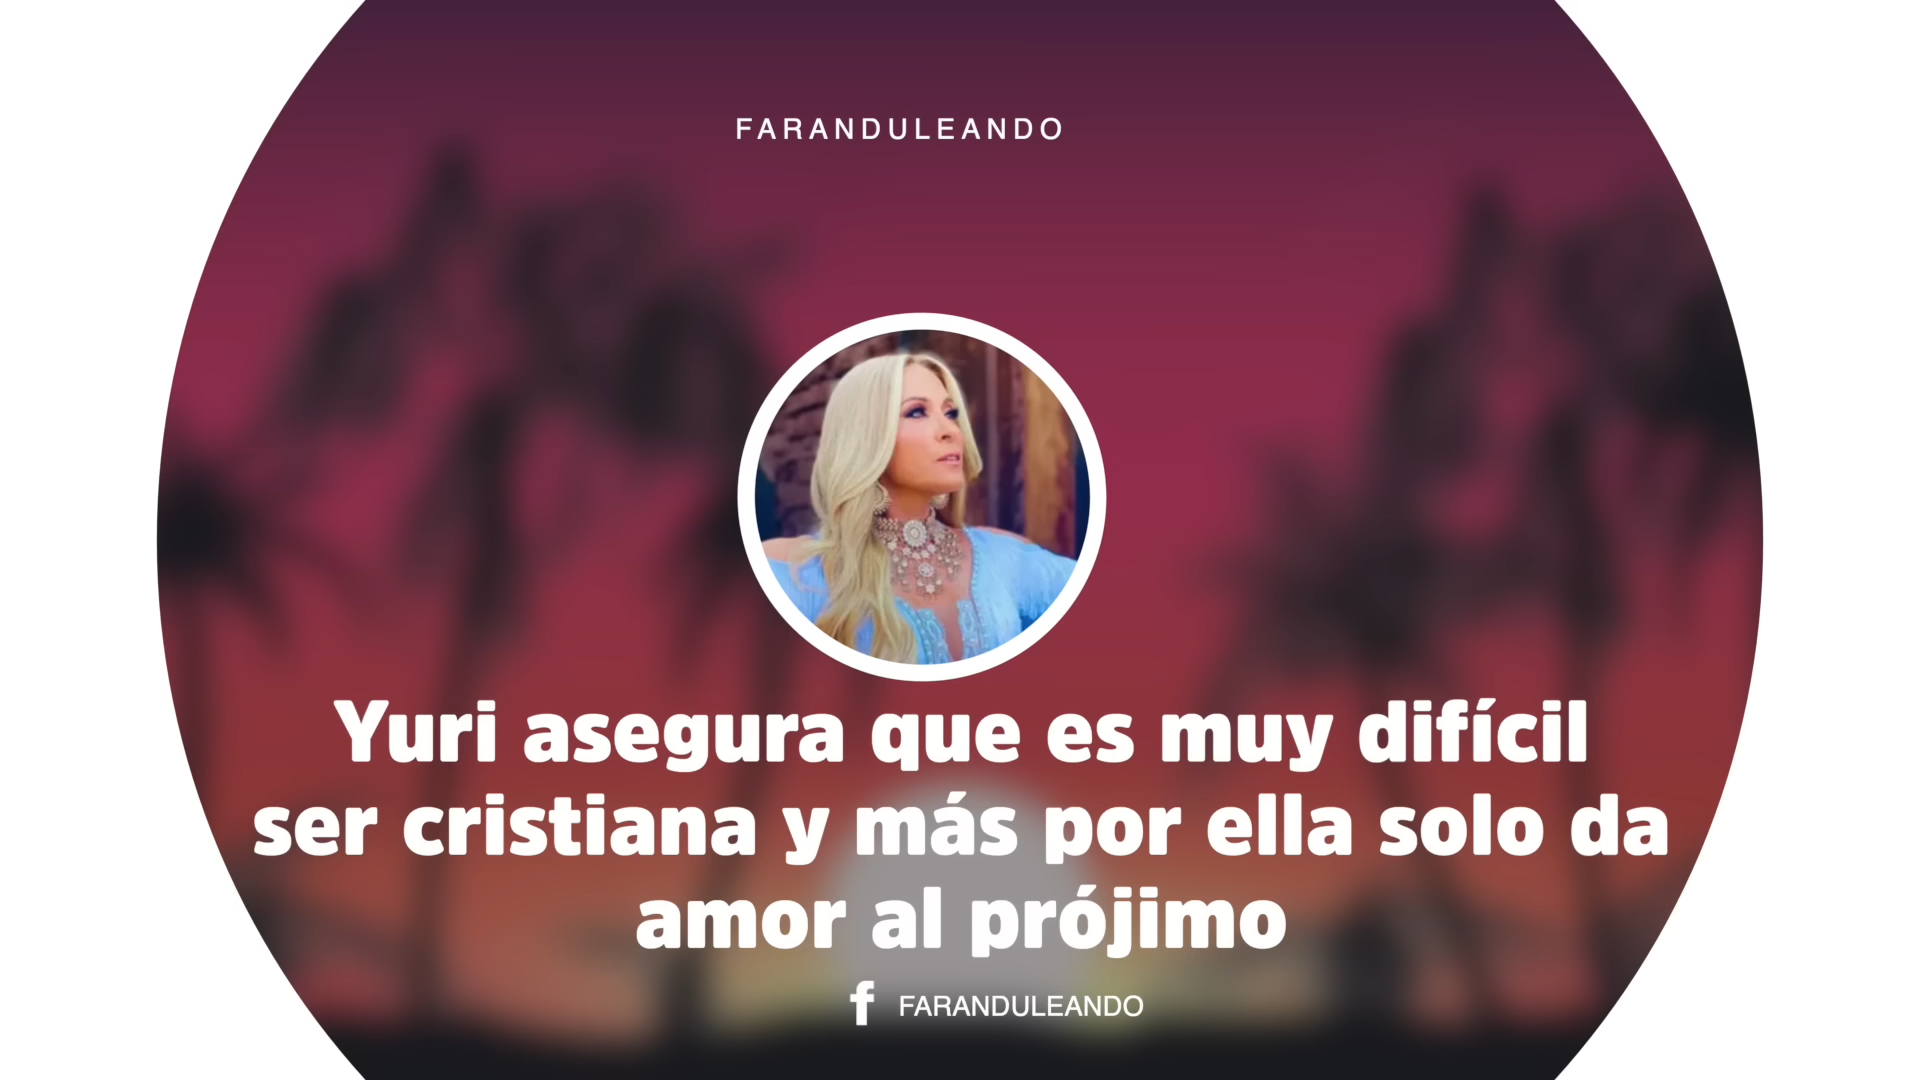 FARANDULEANDO
Yuri asegura que es muy difícil
ser cristiana y más por ella solo da
amor al prójimo
f FARANDULEANDO